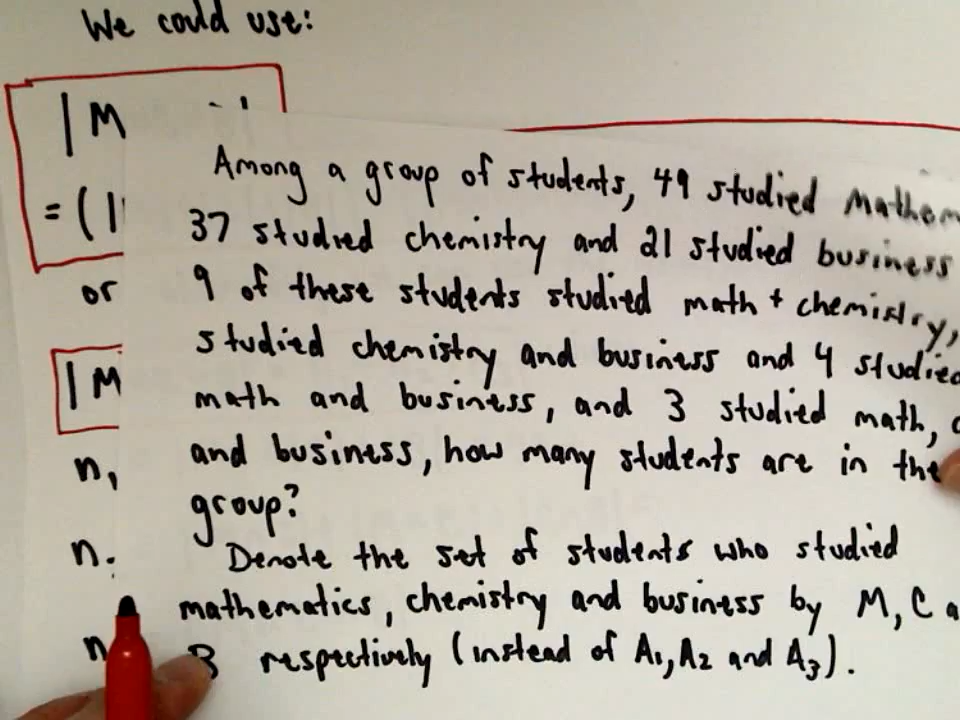 We could use:
|M
= (|
or
|M
n,
n.
n
Among a group of students, 49 studied
37 studied chemistry and 21 studied business
9 of these students studied math + chemistry,
studied chemistry and business and 4 studied
math and business, and 3 studied math,
and business, how many students are in the
group?
Denote the set of students who studied
mathematics, chemistry and business by M, C
B respectively (instead of A1, A2 and A3).